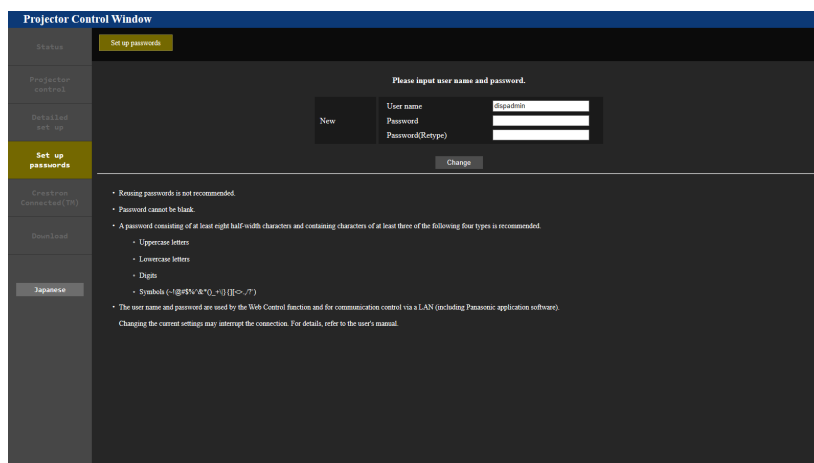 Projector Control Window
Status
Projector
control
Detailed
set up
Set up
passwords
Crestron
Connected(TM)
Download
Japanese
Set up passwords
Please input user name and password.
New
User name
dispadmin
Password
Password(Retype)
Change
• Reusing passwords is not recommended.
• Password cannot be blank.
• A password consisting of at least eight half-width characters and containing characters of at least three of the following four types is recommended.
• Uppercase letters
• Lowercase letters
• Digits
• Symbols (~!@#$%^&*()_+\|}{][<>.,/?`)
• The user name and password are used by the Web Control function and for communication control via a LAN (including Panasonic application software).
Changing the current settings may interrupt the connection. For details, refer to the user's manual.